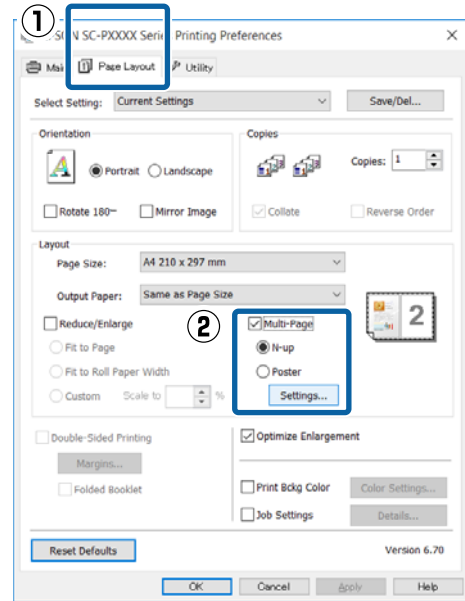 1
SC-PXXXX Series Printing Preferences
Page Layout Utility
Select Setting: Current Settings Save/Del...
Orientation
Portrait Landscape
Rotate 180° Mirror Image
Copies
Copies: 1
Collate Reverse Order
Layout
Page Size: A4 210 x 297 mm
Output Paper: Same as Page Size
Reduce/Enlarge
Fit to Page
Fit to Roll Paper Width
Custom Scale to %
2
Multi-Page
N-up
Poster
Settings...
2
Double-Sided Printing
Margins...
Folded Booklet
Optimize Enlargement
Print Bckg Color Color Settings...
Job Settings Details...
Reset Defaults Version 6.70
OK Cancel Apply Help